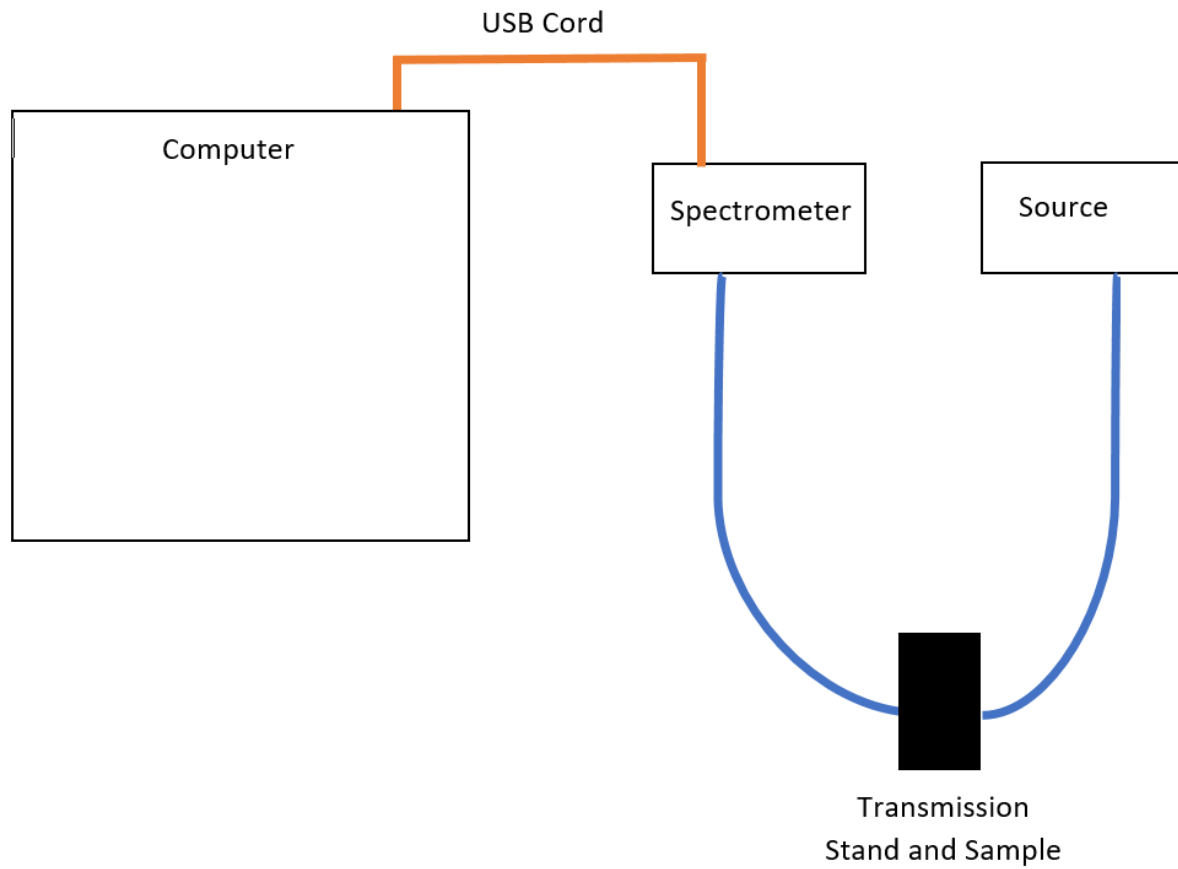 USB Cord
Computer
Spectrometer
Source
Transmission
Stand and Sample